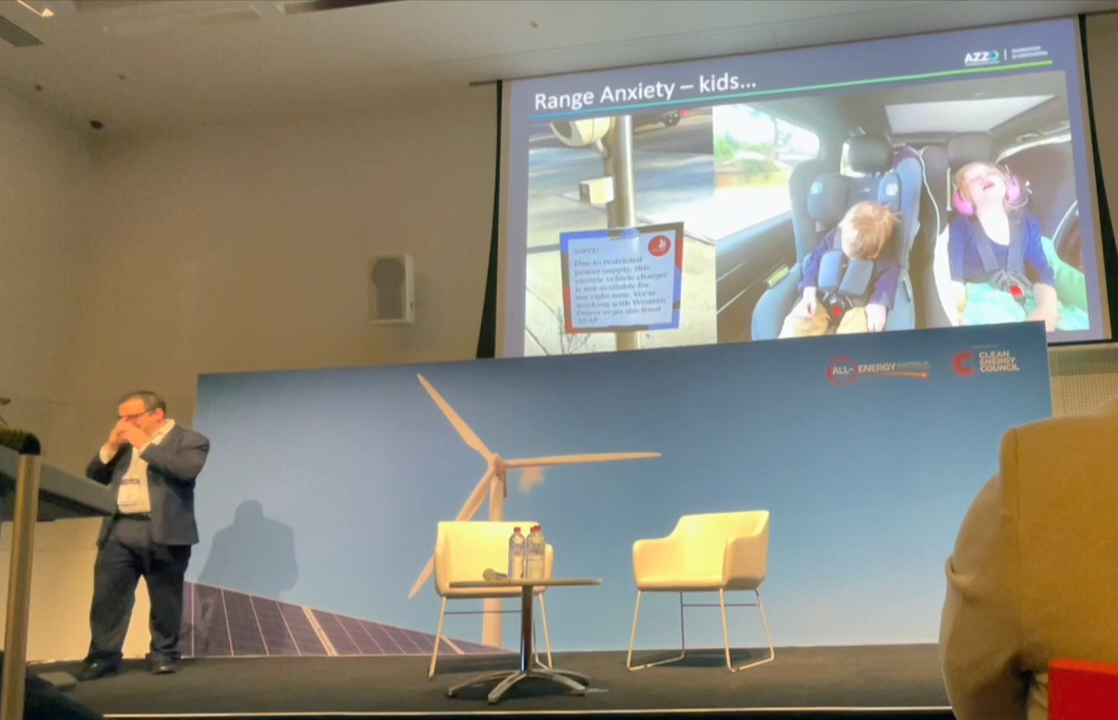 AZZO
Range Anxiety – kids...
Sorry!
Due to restricted
power supply, this
electric vehicle charger
is not available for
use right now. We're
working with Western
Power to get this fixed
ASAP.
ALL-ENERGY AUSTRALIA
CLEAN
ENERGY
COUNCIL